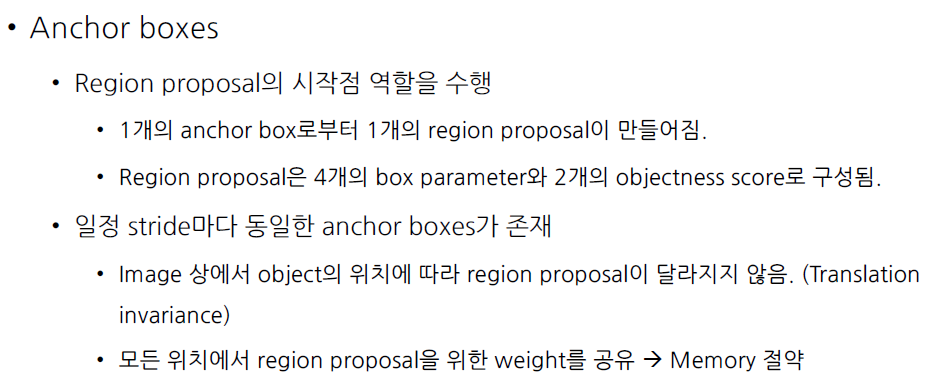 • Anchor boxes
• Region proposal의 시작점 역할을 수행
• 1개의 anchor box로부터 1개의 region proposal이 만들어짐.
• Region proposal은 4개의 box parameter와 2개의 objectness score로 구성됨.
• 일정 stride마다 동일한 anchor boxes가 존재
• Image 상에서 object의 위치에 따라 region proposal이 달라지지 않음. (Translation
invariance)
• 모든 위치에서 region proposal을 위한 weight를 공유 → Memory 절약